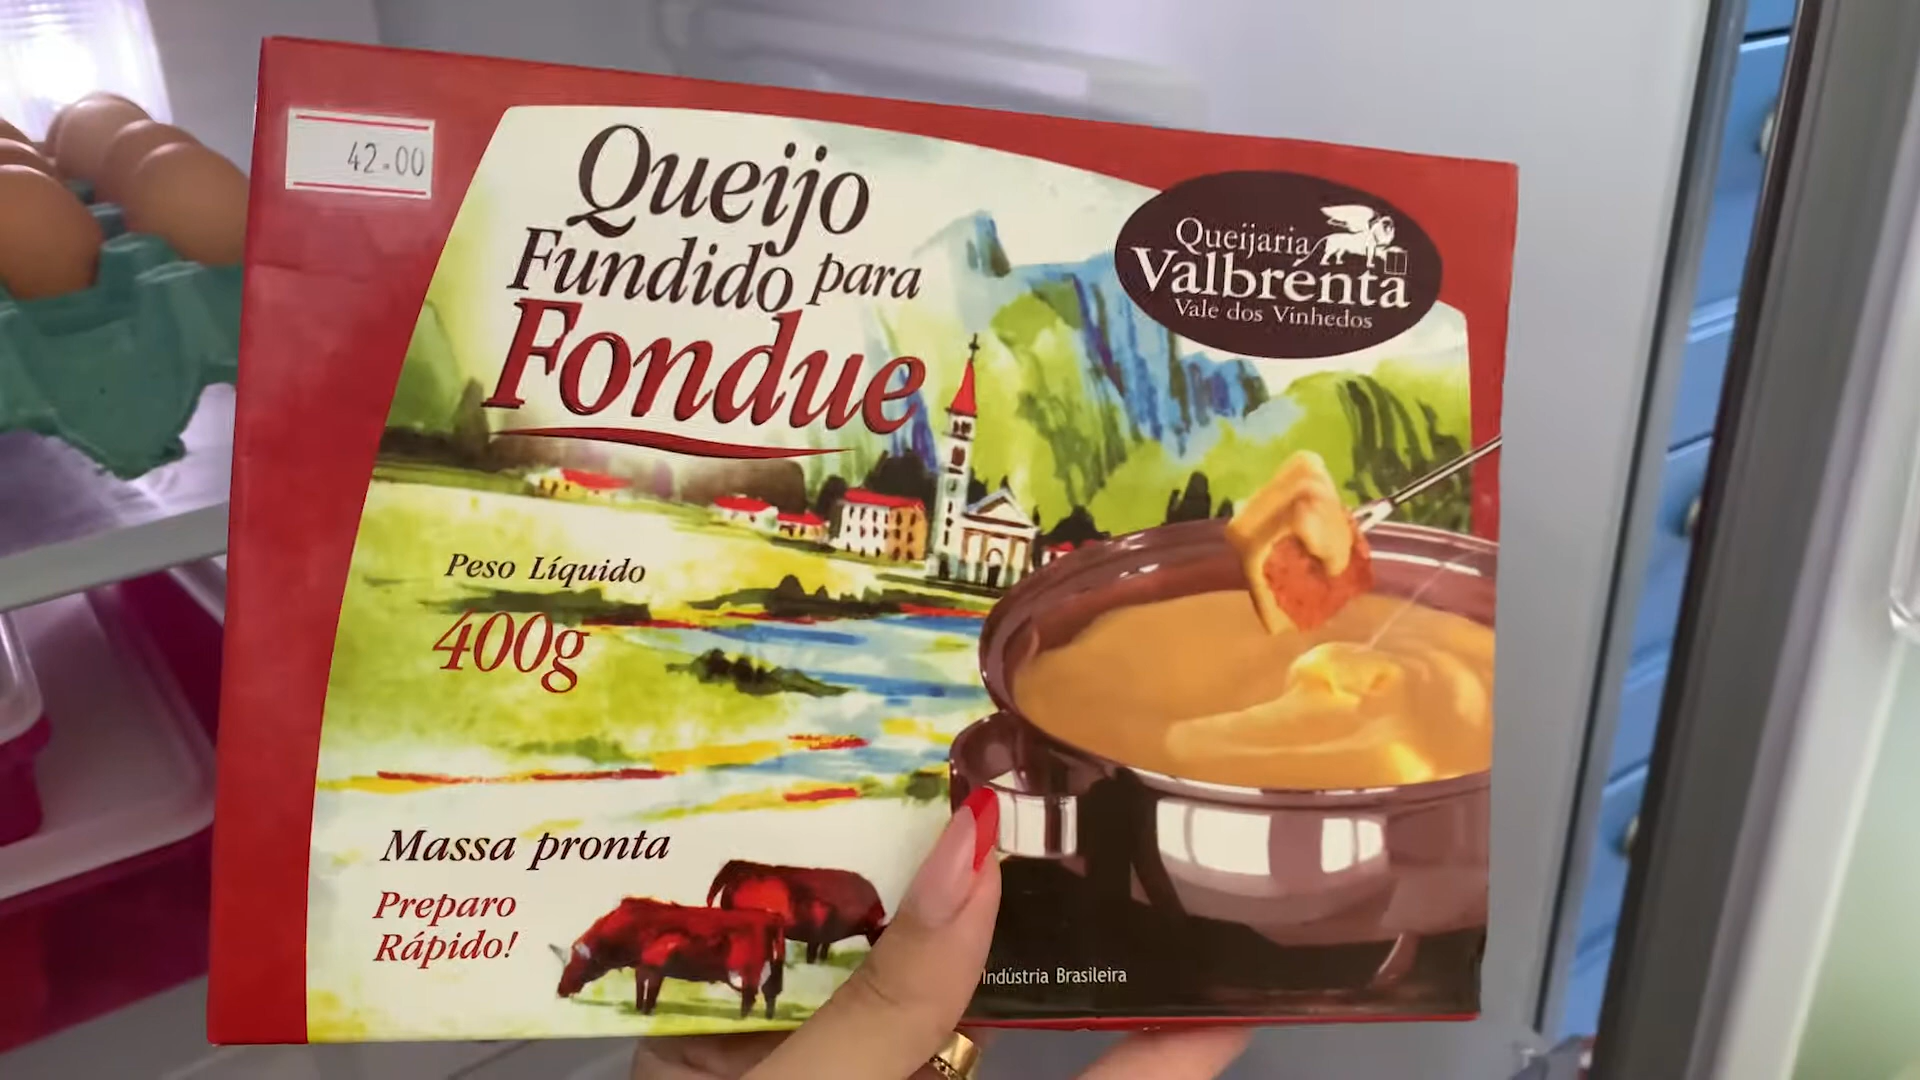 42.00
Queijo
Fundido para
Fondue
Queijaria
Valbrenta
Vale dos Vinhedos
Peso Líquido
400g
Massa pronta
Preparo
Rápido!
Indústria Brasileira